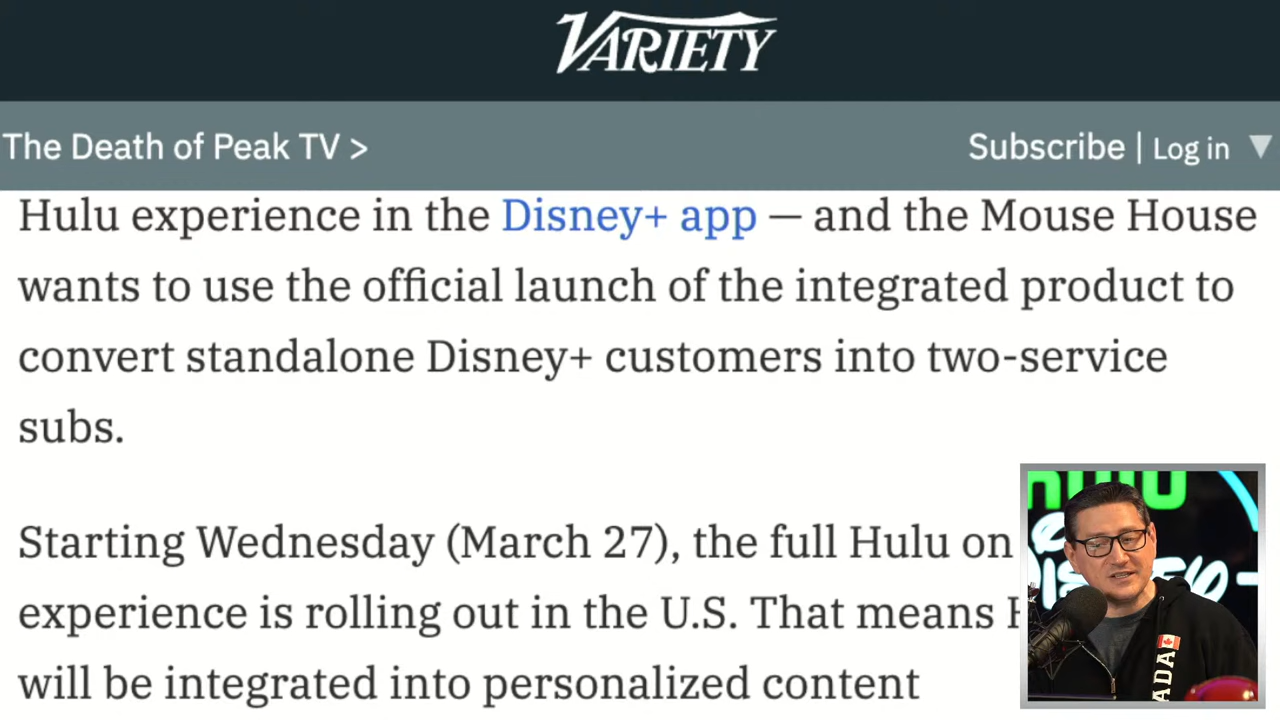 VARIETY
The Death of Peak TV >
Subscribe | Log in ▼
Hulu experience in the Disney+ app — and the Mouse House
wants to use the official launch of the integrated product to
convert standalone Disney+ customers into two-service
subs.
Starting Wednesday (March 27), the full Hulu on
experience is rolling out in the U.S. That means
will be integrated into personalized content
hulu
ADA